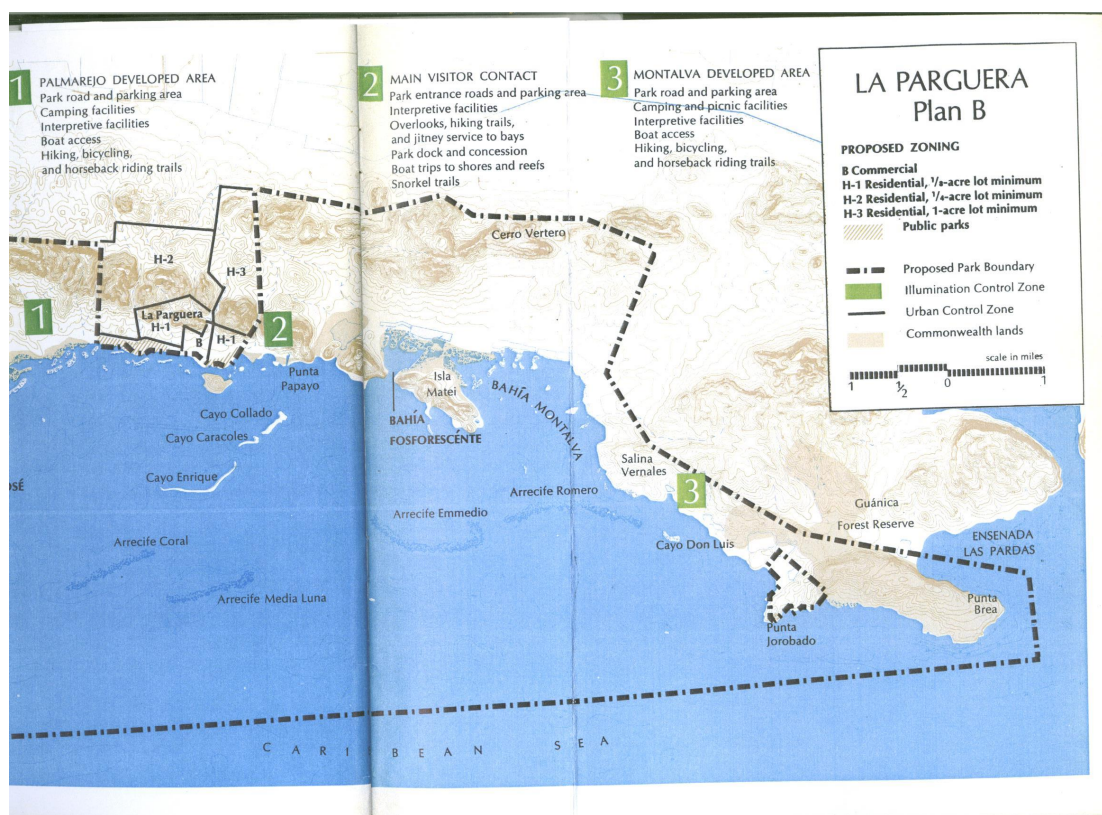 1 PALMAREJO DEVELOPED AREA
Park road and parking area
Camping facilities
Interpretive facilities
Boat access
Hiking, bicycling,
and horseback riding trails
2 MAIN VISITOR CONTACT
Park entrance roads and parking area
Interpretive facilities
Overlooks, hiking trails,
and jitney service to bays
Park dock and concession
Boat trips to shores and reefs
Snorkel trails
3 MONTALVA DEVELOPED AREA
Park road and parking area
Camping and picnic facilities
Interpretive facilities
Boat access
Hiking, bicycling,
and horseback riding trails
LA PARGUERA
Plan B
PROPOSED ZONING
B Commercial
H-1 Residential, 1/8-acre lot minimum
H-2 Residential, 1/4-acre lot minimum
H-3 Residential, 1-acre lot minimum
Public parks
Proposed Park Boundary
Illumination Control Zone
Urban Control Zone
Commonwealth lands
scale in miles
1 1/2 0 1
Cerro Vertero
H-2
H-3
La Parguera
H-1
B
H-1
1
2
Punta
Papayo
Isla
Matei
BAHÍA MONTALVA
BAHÍA
FOSFORESCÉNTE
Cayo Collado
Cayo Caracoles
Cayo Enrique
OSÉ
Salina
Vernales
3
Arrecife Romero
Arrecife Emmedio
Guánica
Forest Reserve
ENSENADA
LAS PARDAS
Cayo Don Luis
Arrecife Coral
Arrecife Media Luna
Punta
Brea
Punta
Jorobado
CARIBBEAN SEA